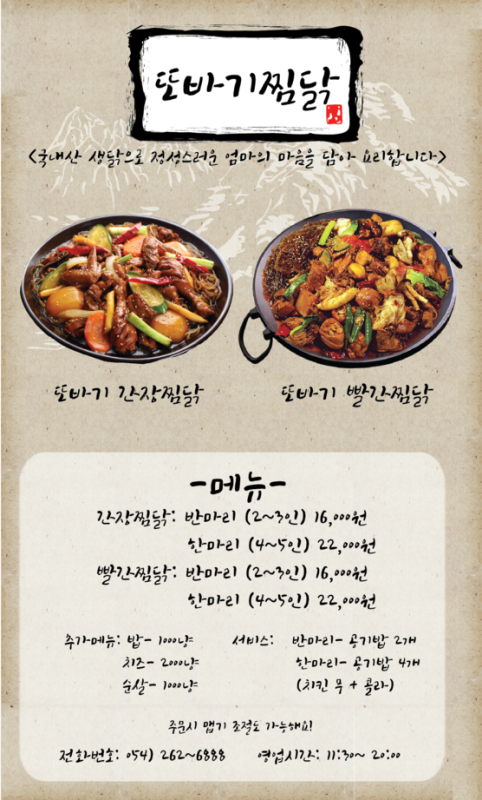 또바기찜닭
<국내산 생닭으로 정성스러운 엄마의 마음을 담아 요리합니다>
또바기 간장찜닭
또바기 빨간찜닭
-메뉴-
간장찜닭: 반마리 (2~3인) 16,000원
한마리 (4~5인) 22,000원
빨간찜닭: 반마리 (2~3인) 16,000원
한마리 (4~5인) 22,000원
추가메뉴: 밥- 1000냥
치즈- 2000냥
순살- 1000냥
서비스: 반마리- 공기밥 2개
한마리- 공기밥 4개
(치킨 무 + 콜라)
주문시 맵기 조절도 가능해요!
전화번호: 054) 262~6888
영업시간: 11:30~ 20:00